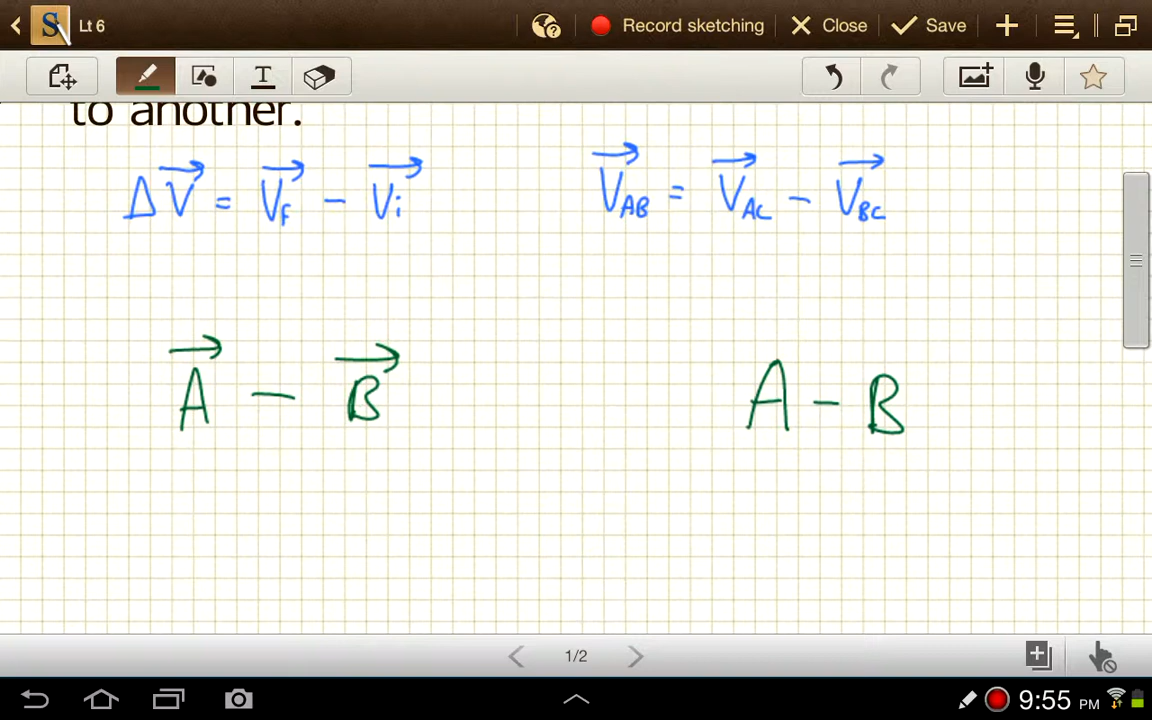 S Lt 6 Record sketching Close Save
T
to another.
ΔV⃗ = V⃗f - V⃗i V⃗AB = V⃗AC - V⃗BC
A⃗ - B⃗ A - B
1/2
9:55 PM